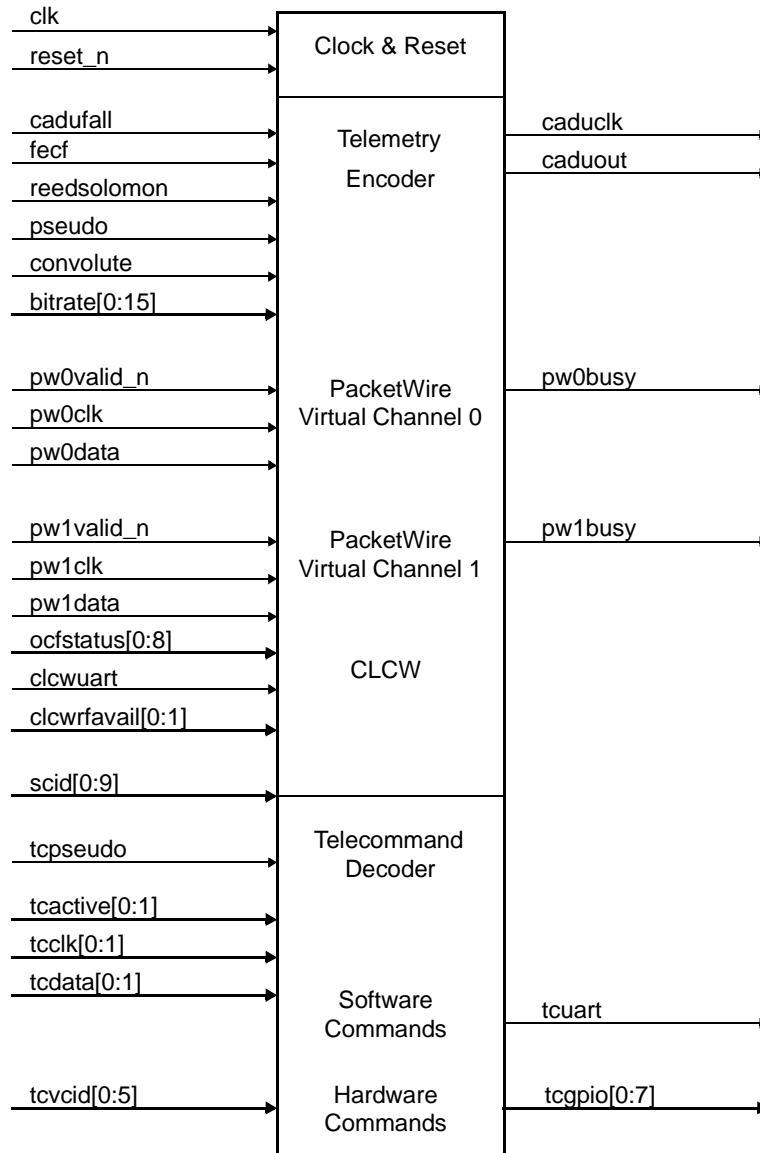 clk
Clock & Reset
reset_n
cadufall
Telemetry
caduclk
fecf
Encoder
caduout
reedsolomon
pseudo
convolute
bitrate[0:15]
pw0valid_n
PacketWire
pw0busy
pw0clk
Virtual Channel 0
pw0data
pw1valid_n
PacketWire
pw1busy
pw1clk
Virtual Channel 1
pw1data
ocfstatus[0:8]
clcwuart
CLCW
clcwrfavail[0:1]
scid[0:9]
tcpseudo
Telecommand
Decoder
tcactive[0:1]
tcclk[0:1]
tcdata[0:1]
Software
Commands
tcuart
tcvcid[0:5]
Hardware
Commands
tcgpio[0:7]